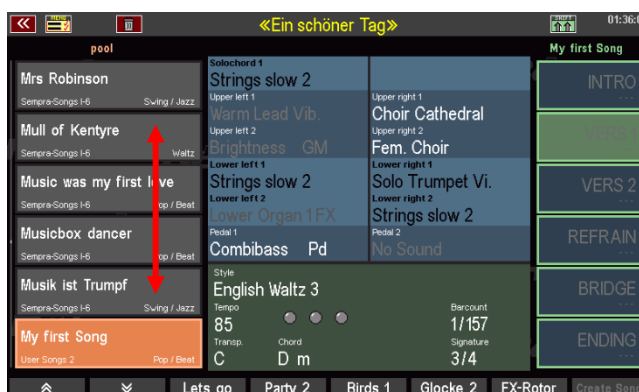 MENU
«Ein schöner Tag»
SHIFT
01:36:
pool
My first Song
Mrs Robinson
Sempra-Songs I-6 Swing / Jazz
Mull of Kentyre
Sempra-Songs I-6 Waltz
Music was my first love
Sempra-Songs I-6 Pop / Beat
Musicbox dancer
Sempra-Songs I-6 Pop / Beat
Musik ist Trumpf
Sempra-Songs I-6 Swing / Jazz
My first Song
User Songs 2 Pop / Beat
Solochord 1
Strings slow 2
Upper left 1
Warm Lead Vib.
Upper right 1
Choir Cathedral
Upper left 2
Brightness GM
Upper right 2
Fem. Choir
Lower left 1
Strings slow 2
Lower right 1
Solo Trumpet Vi.
Lower left 2
Lower Organ 1 FX
Lower right 2
Strings slow 2
Pedal 1
Combibass Pd
Pedal 2
No Sound
Style
English Waltz 3
Tempo
85
Barcount
1/157
Transp.
C
Chord
D m
Signature
3/4
INTRO
VERS
VERS 2
REFRAIN
BRIDGE
ENDING
Lets go Party 2 Birds 1 Glocke 2 FX-Rotor Create Song